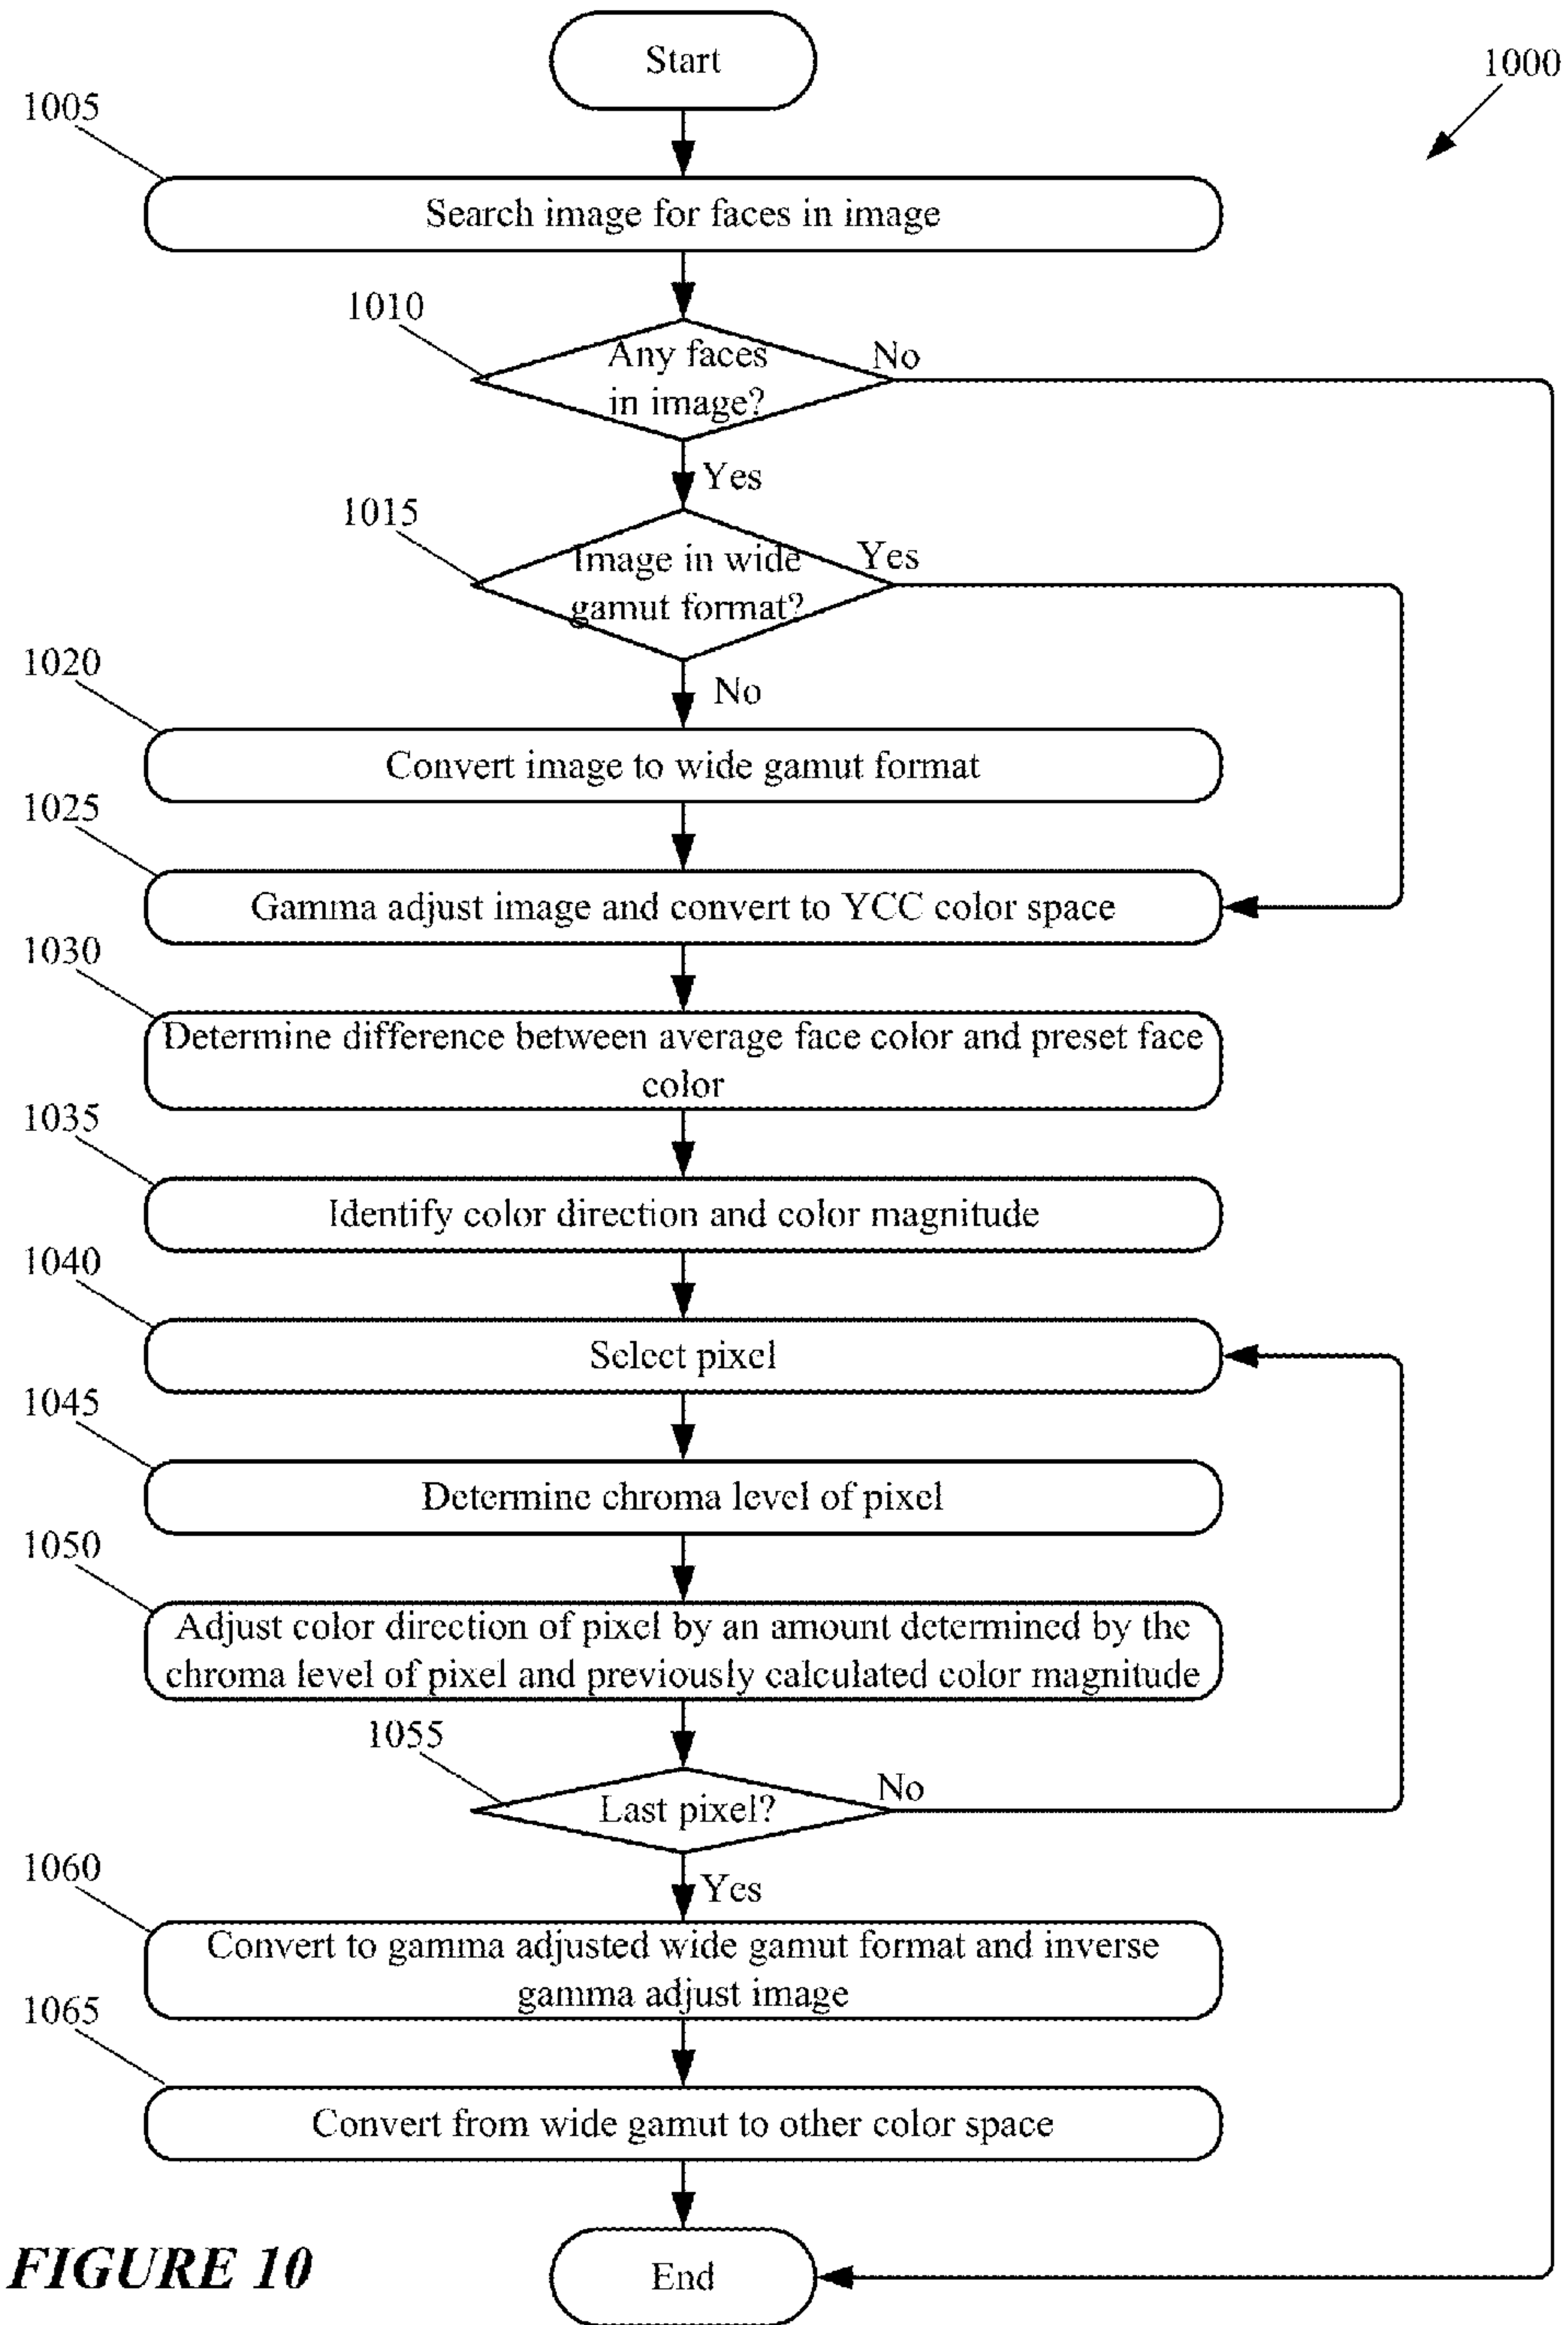 Start
1000
1005
Search image for faces in image
1010
Any faces
in image?
No
Yes
1015
Image in wide
gamut format?
Yes
No
1020
Convert image to wide gamut format
1025
Gamma adjust image and convert to YCC color space
1030
Determine difference between average face color and preset face
color
1035
Identify color direction and color magnitude
1040
Select pixel
1045
Determine chroma level of pixel
1050
Adjust color direction of pixel by an amount determined by the
chroma level of pixel and previously calculated color magnitude
1055
Last pixel?
No
Yes
1060
Convert to gamma adjusted wide gamut format and inverse
gamma adjust image
1065
Convert from wide gamut to other color space
End
FIGURE 10